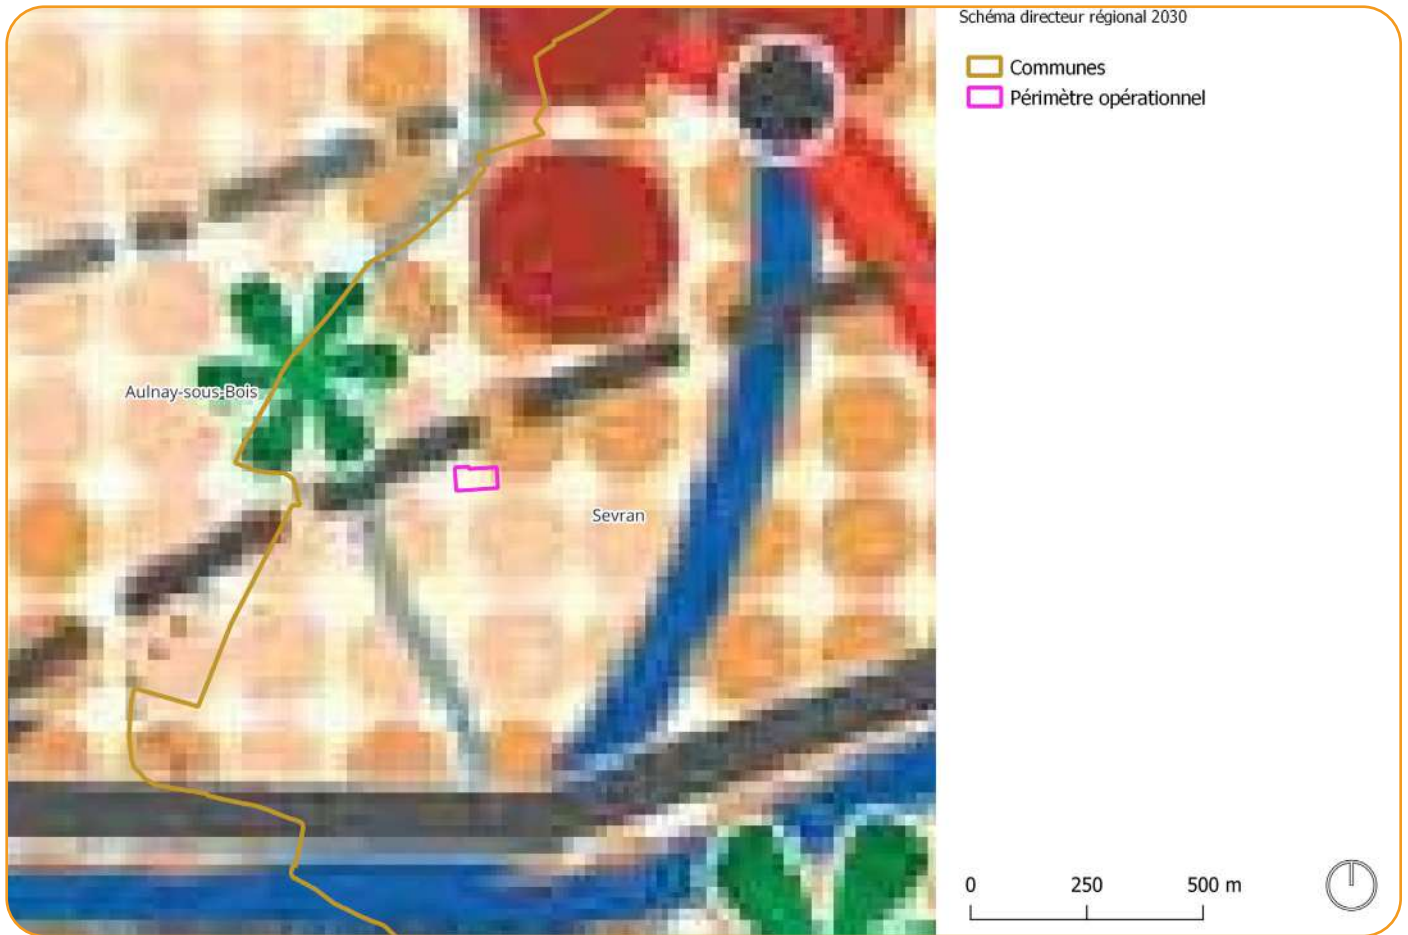 Schéma directeur régional 2030
Communes
Périmètre opérationnel
Aulnay-sous-Bois
Sevran
0 250 500 m